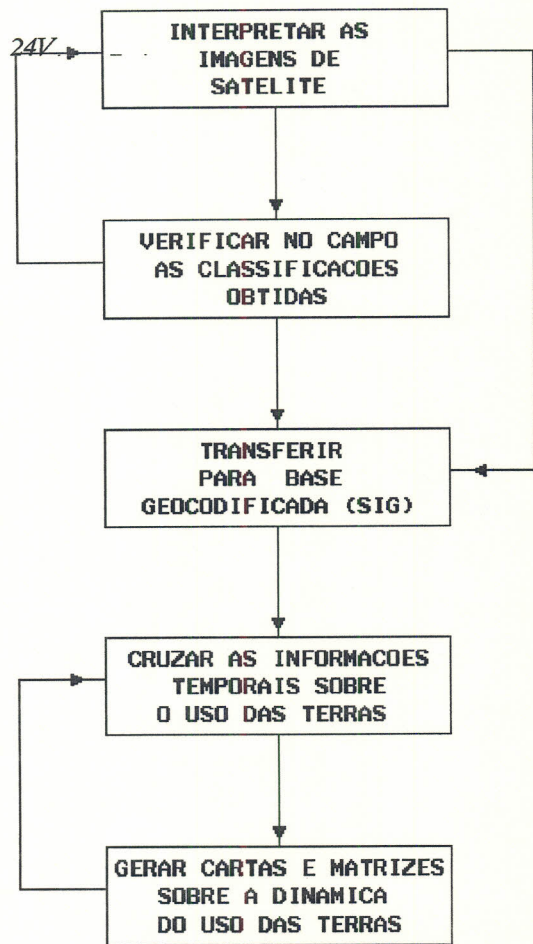 INTERPRETAR AS
24V.
IMAGENS DE
SATELITE
VERIFICAR NO CAMPO
AS CLASSIFICACOES
OBTIDAS
TRANSFERIR
PARA BASE
GEOCODIFICADA (SIG)
CRUZAR AS INFORMACOES
TEMPORAIS SOBRE
O USO DAS TERRAS
GERAR CARTAS E MATRIZES
SOBRE A DINAMICA
DO USO DAS TERRAS